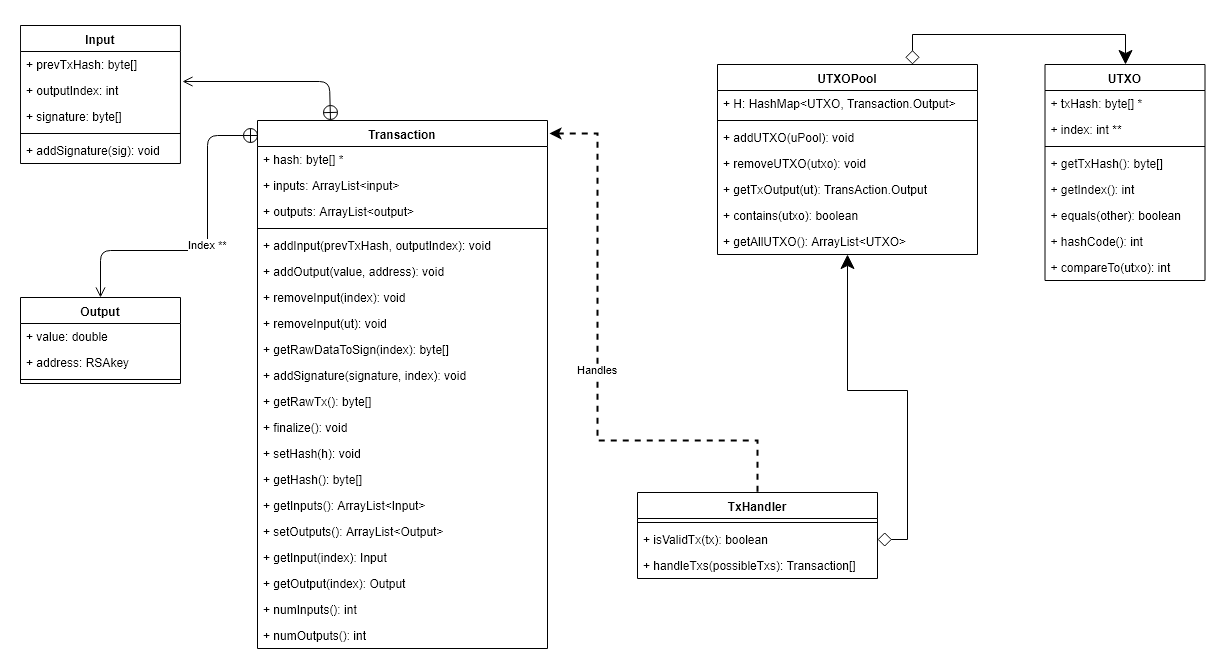 Input
+ prevTxHash: byte[]
+ outputIndex: int
+ signature: byte[]
+ addSignature(sig): void
Index **
Output
+ value: double
+ address: RSAkey
Transaction
+ hash: byte[] *
+ inputs: ArrayList<input>
+ outputs: ArrayList<output>
+ addInput(prevTxHash, outputIndex): void
+ addOutput(value, address): void
+ removeInput(index): void
+ removeInput(ut): void
+ getRawDataToSign(index): byte[]
+ addSignature(signature, index): void
+ getRawTx(): byte[]
+ finalize(): void
+ setHash(h): void
+ getHash(): byte[]
+ getInputs(): ArrayList<Input>
+ setOutputs(): ArrayList<Output>
+ getInput(index): Input
+ getOutput(index): Output
+ numInputs(): int
+ numOutputs(): int
Handles
UTXOPool
+ H: HashMap<UTXO, Transaction.Output>
+ addUTXO(uPool): void
+ removeUTXO(utxo): void
+ getTxOutput(ut): TransAction.Output
+ contains(utxo): boolean
+ getAllUTXO(): ArrayList<UTXO>
UTXO
+ txHash: byte[] *
+ index: int **
+ getTxHash(): byte[]
+ getIndex(): int
+ equals(other): boolean
+ hashCode(): int
+ compareTo(utxo): int
TxHandler
+ isValidTx(tx): boolean
+ handleTxs(possibleTxs): Transaction[]